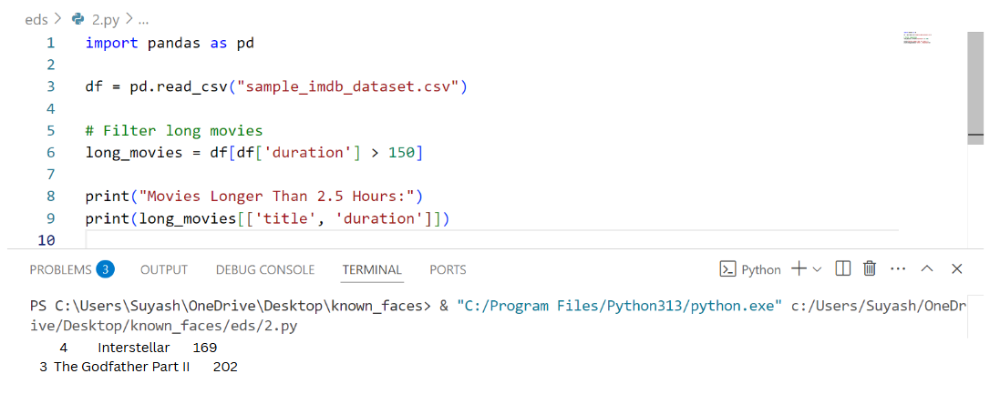 eds > 2.py > ...
1 import pandas as pd
2
3 df = pd.read_csv("sample_imdb_dataset.csv")
4
5 # Filter long movies
6 long_movies = df[df['duration'] > 150]
7
8 print("Movies Longer Than 2.5 Hours:")
9 print(long_movies[['title', 'duration']])
10
PROBLEMS 3 OUTPUT DEBUG CONSOLE TERMINAL PORTS Python
PS C:\Users\Suyash\OneDrive\Desktop\known_faces> & "C:/Program Files/Python313/python.exe" c:/Users/Suyash/OneDr
ive/Desktop/known_faces/eds/2.py
4 Interstellar 169
3 The Godfather Part II 202